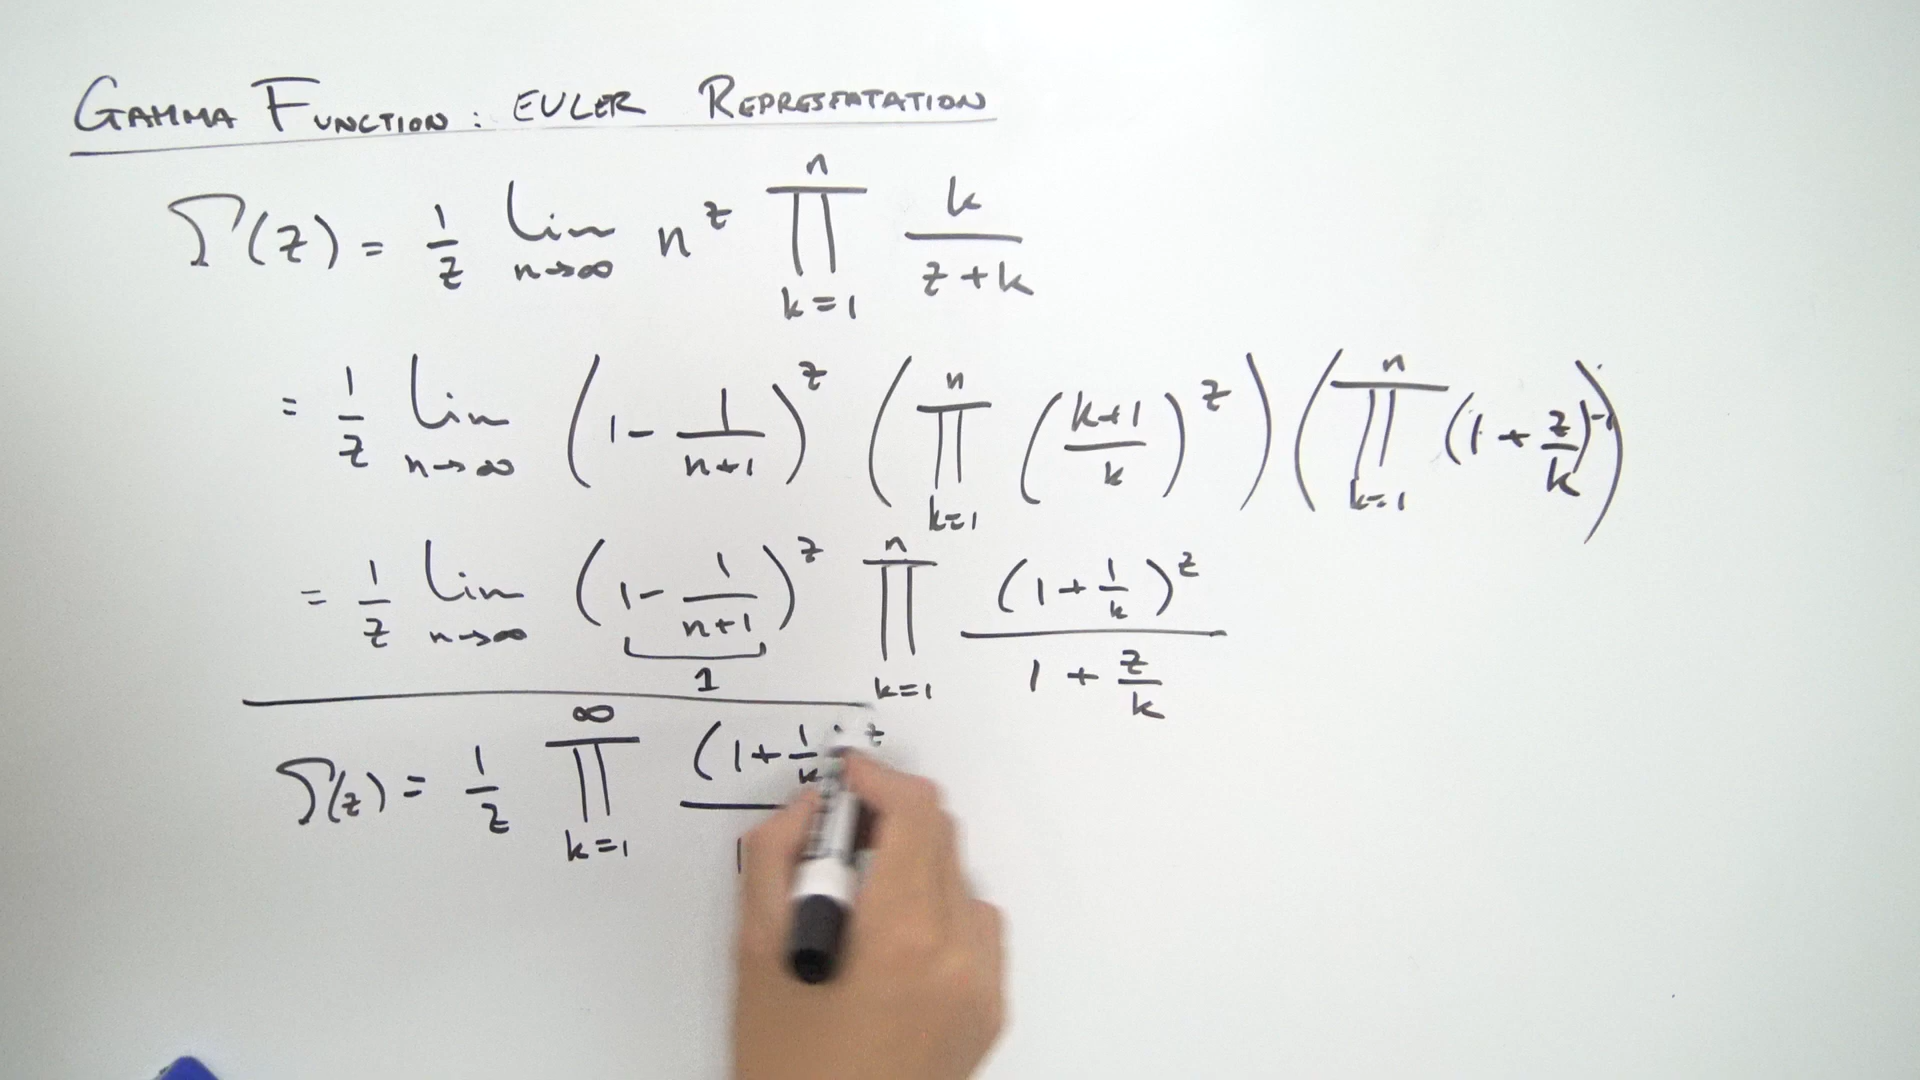 GAMMA FUNCTION: EULER REPRESENTATION
Γ(z) = 1/z lim n→∞ n^z ∏ k=1 n k/(z+k)
= 1/z lim n→∞ (1 - 1/(n+1))^z (∏ k=1 n ((k+1)/k)^z) (∏ k=1 n (1 + z/k)^-1)
= 1/z lim n→∞ (1 - 1/(n+1))^z ∏ k=1 n (1 + 1/k)^z / (1 + z/k)
1
Γ(z) = 1/z ∏ k=1 ∞ (1 + 1/k)^z / 1